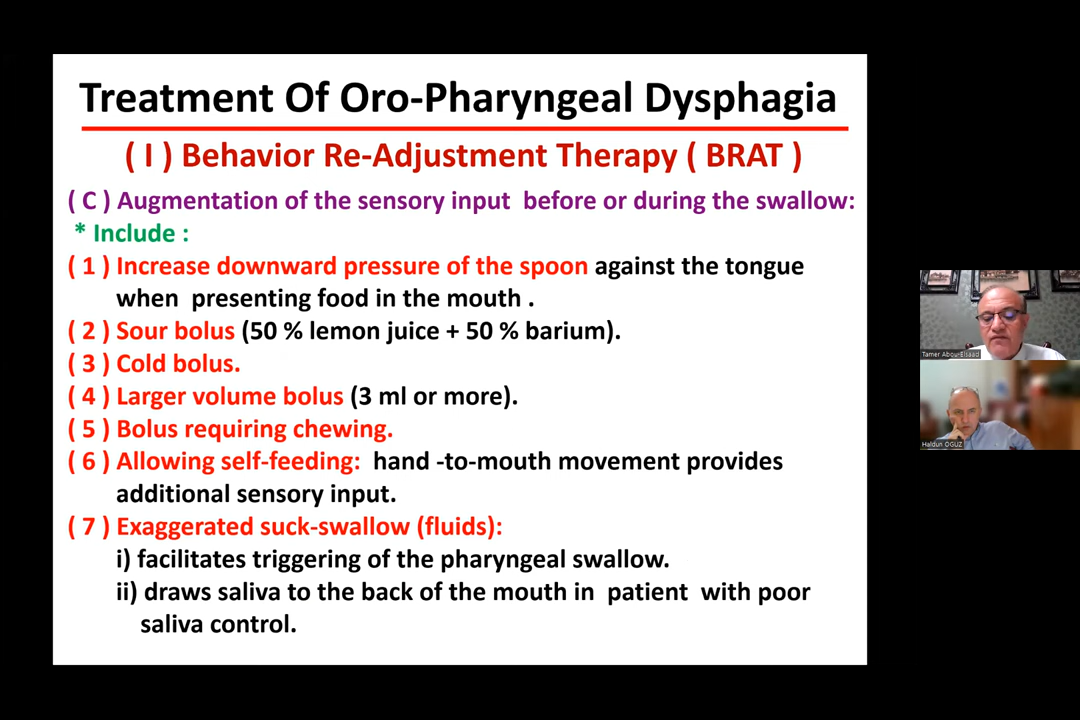 Treatment Of Oro-Pharyngeal Dysphagia
( I ) Behavior Re-Adjustment Therapy ( BRAT )
( C ) Augmentation of the sensory input before or during the swallow:
* Include :
( 1 ) Increase downward pressure of the spoon against the tongue
when presenting food in the mouth .
( 2 ) Sour bolus (50 % lemon juice + 50 % barium).
( 3 ) Cold bolus.
( 4 ) Larger volume bolus (3 ml or more).
( 5 ) Bolus requiring chewing.
( 6 ) Allowing self-feeding: hand -to-mouth movement provides
additional sensory input.
( 7 ) Exaggerated suck-swallow (fluids):
i) facilitates triggering of the pharyngeal swallow.
ii) draws saliva to the back of the mouth in patient with poor
saliva control.
Tamer Abou-Elsaad
Haldun OGUZ